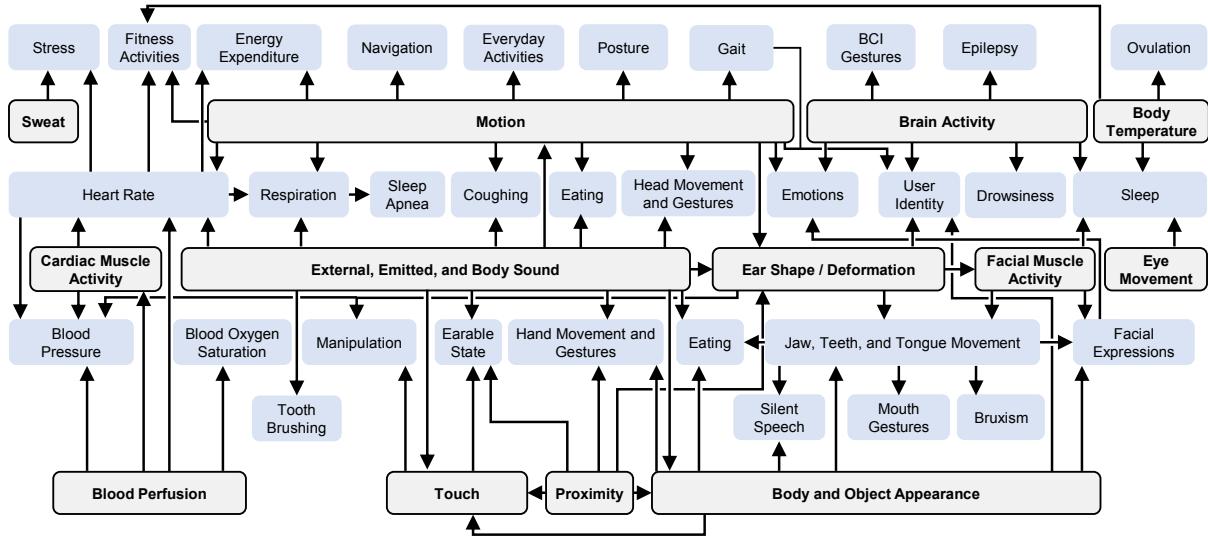 Stress
Fitness
Activities
Energy
Expenditure
Navigation
Everyday
Activities
Posture
Gait
BCI
Gestures
Epilepsy
Ovulation
Sweat
Motion
Brain Activity
Body
Temperature
Heart Rate
Respiration
Sleep
Apnea
Coughing
Eating
Head Movement
and Gestures
Emotions
User
Identity
Drowsiness
Sleep
Cardiac Muscle
Activity
External, Emitted, and Body Sound
Ear Shape / Deformation
Facial Muscle
Activity
Eye
Movement
Blood
Pressure
Blood Oxygen
Saturation
Manipulation
Earable
State
Hand Movement and
Gestures
Eating
Jaw, Teeth, and Tongue Movement
Facial
Expressions
Tooth
Brushing
Silent
Speech
Mouth
Gestures
Bruxism
Blood Perfusion
Touch
Proximity
Body and Object Appearance